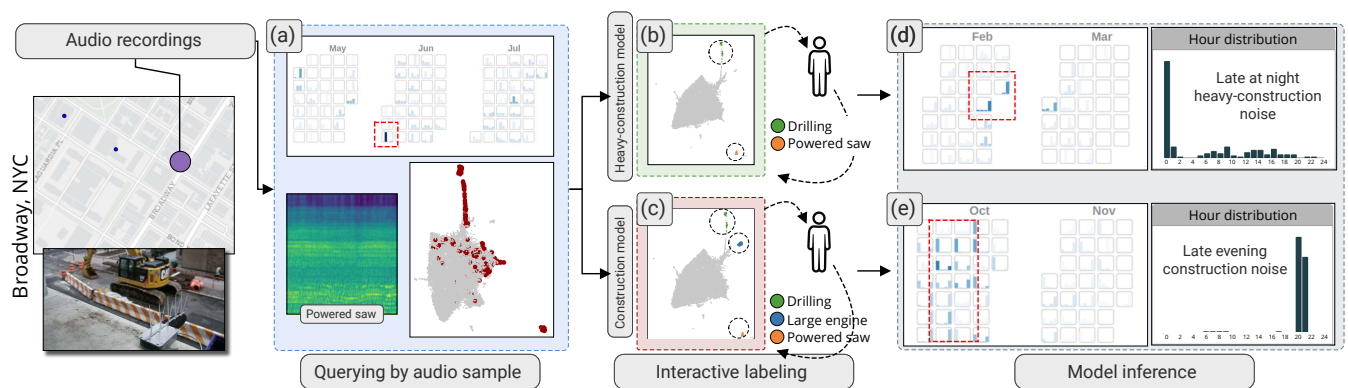 Audio recordings
Broadway, NYC
LAGUARDIA PL
BROADWAY
(a)
May
Jun
Jul
Powered saw
Querying by audio sample
(b)
Heavy-construction model
Drilling
Powered saw
(c)
Construction model
Drilling
Large engine
Powered saw
Interactive labeling
(d)
Feb
Mar
Hour distribution
Late at night
heavy-construction
noise
0 2 4 6 8 10 12 14 16 18 20 22 24
(e)
Oct
Nov
Hour distribution
Late evening
construction noise
0 2 4 6 8 10 12 14 16 18 20 22 24
Model inference